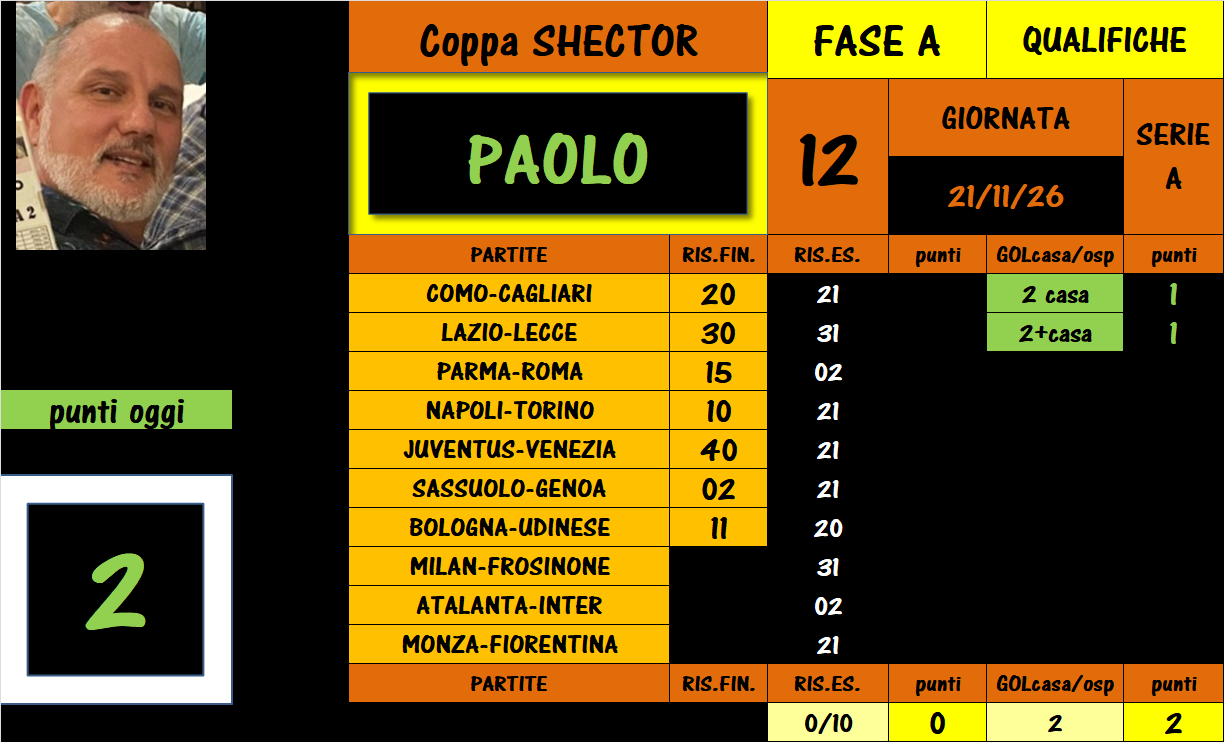 Coppa SHECTOR FASE A QUALIFICHE
PAOLO 12 GIORNATA SERIE A
21/11/26
PARTITE RIS.FIN. RIS.ES. punti GOLcasa/osp punti
COMO-CAGLIARI 20 21 2 casa 1
LAZIO-LECCE 30 31 2+casa 1
PARMA-ROMA 15 02
punti oggi
NAPOLI-TORINO 10 21
JUVENTUS-VENEZIA 40 21
2
SASSUOLO-GENOA 02 21
BOLOGNA-UDINESE 11 20
MILAN-FROSINONE 31
ATALANTA-INTER 02
MONZA-FIORENTINA 21
PARTITE RIS.FIN. RIS.ES. punti GOLcasa/osp punti
0/10 0 2 2